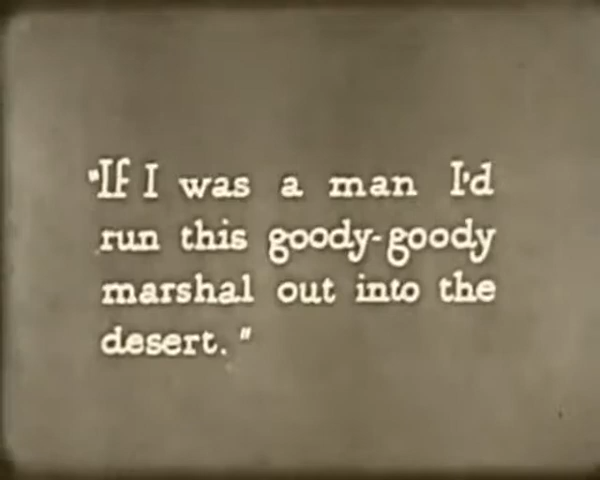 "If I was a man I'd
run this goody-goody
marshal out into the
desert."